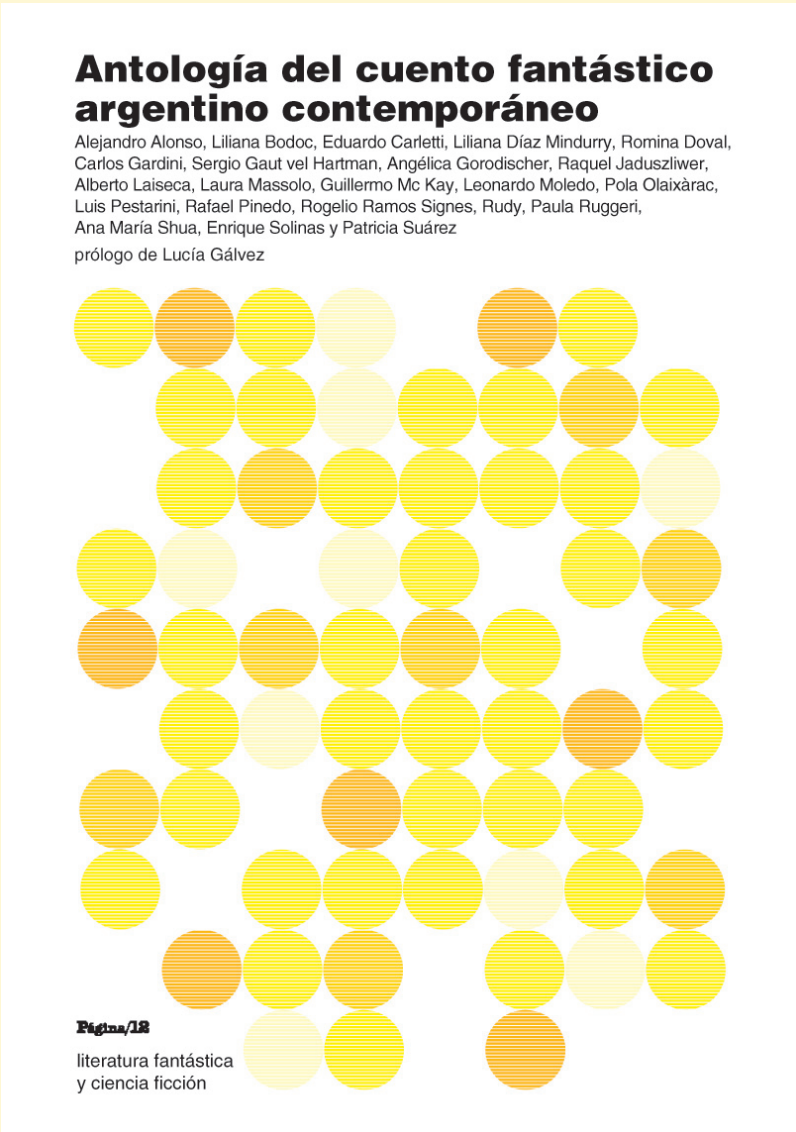 Antología del cuento fantástico
argentino contemporáneo
Alejandro Alonso, Liliana Bodoc, Eduardo Carletti, Liliana Díaz Mindurry, Romina Doval,
Carlos Gardini, Sergio Gaut vel Hartman, Angélica Gorodischer, Raquel Jaduszliwer,
Alberto Laiseca, Laura Massolo, Guillermo Mc Kay, Leonardo Moledo, Pola Olaixàrac,
Luis Pestarini, Rafael Pinedo, Rogelio Ramos Signes, Rudy, Paula Ruggeri,
Ana María Shua, Enrique Solinas y Patricia Suárez
prólogo de Lucía Gálvez
Página/12
literatura fantástica
y ciencia ficción